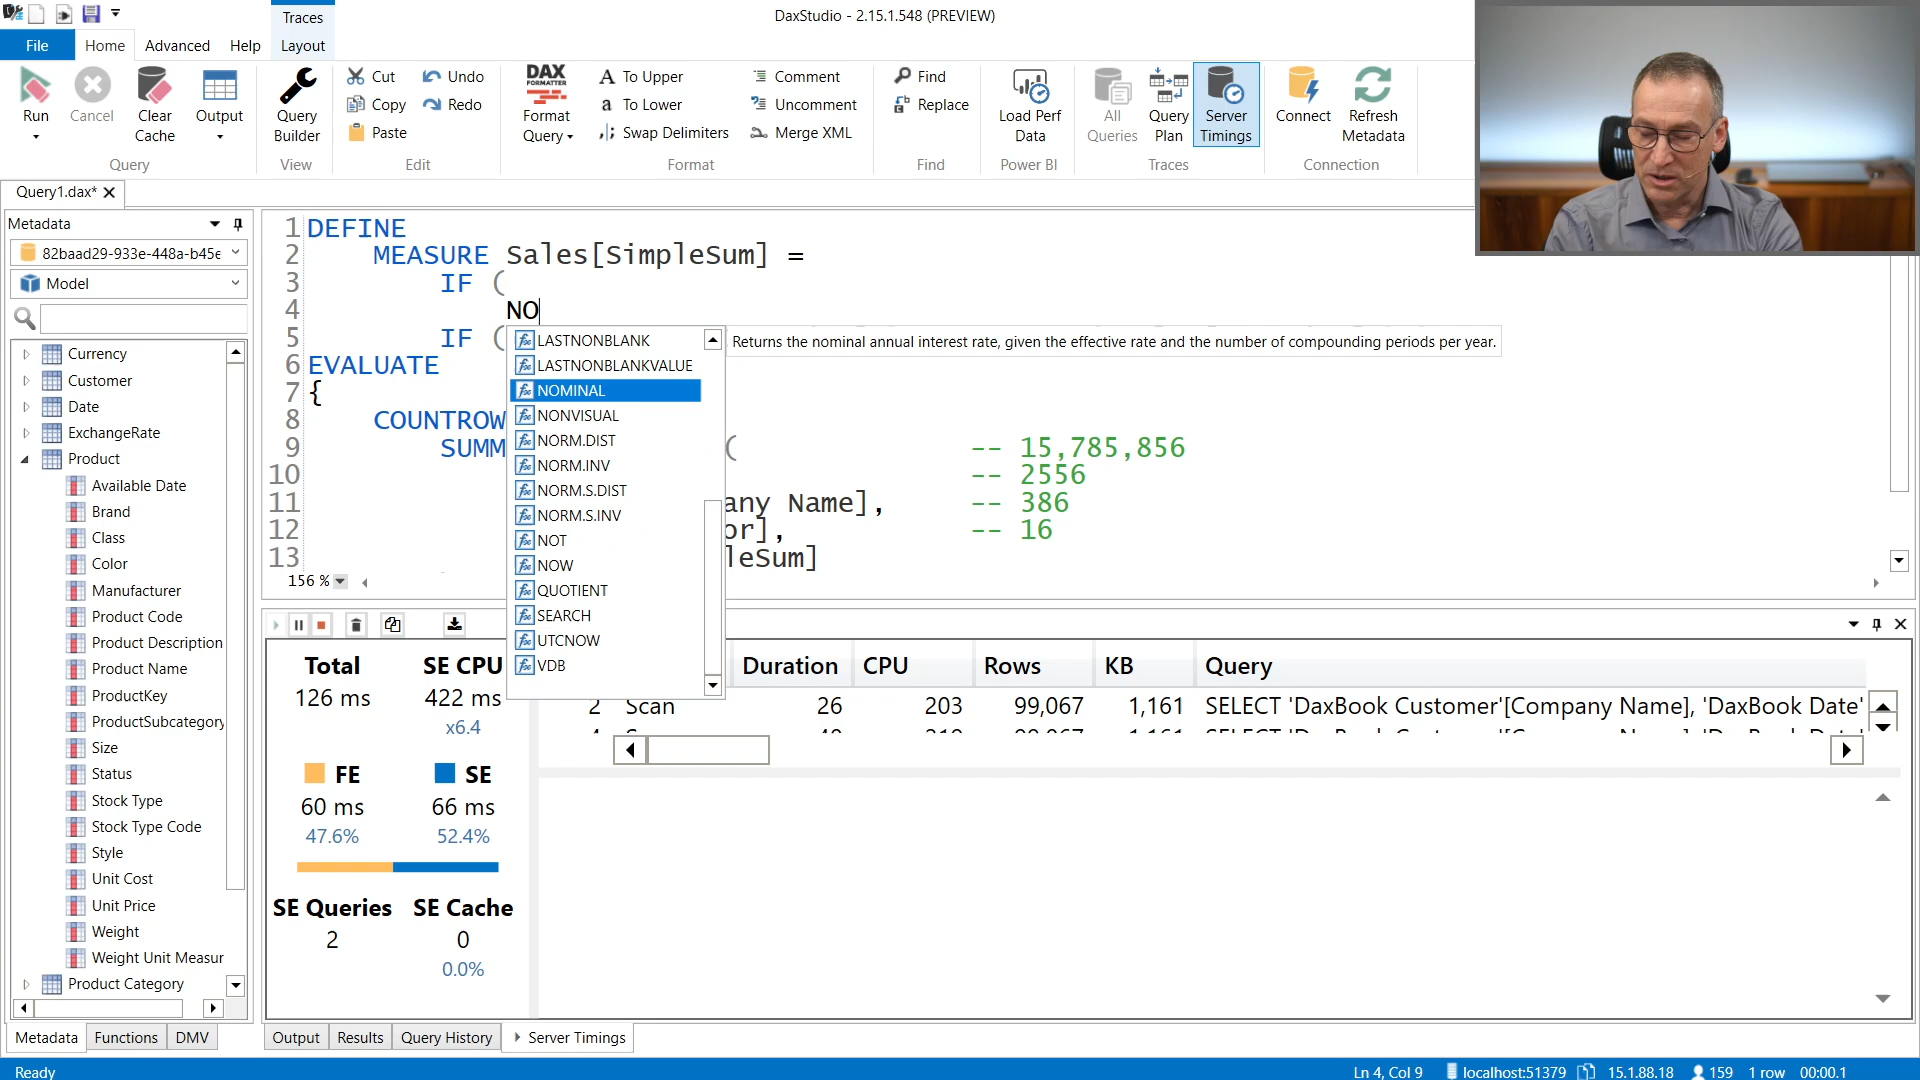 Traces
DaxStudio - 2.15.1.548 (PREVIEW)
File Home Advanced Help Layout
Run Cancel Clear Cache Output
Query
Query Builder
View
Cut Undo
Copy Redo
Paste
Edit
DAX FORMATTER
Format Query
To Upper Comment
To Lower Uncomment
Swap Delimiters Merge XML
Format
Find
Replace
Find
Load Perf Data
Power BI
All Queries Query Plan Server Timings
Traces
Connect Refresh Metadata
Connection
Query1.dax*
Metadata
82baad29-933e-448a-b45e
Model
Currency
Customer
Date
ExchangeRate
Product
Available Date
Brand
Class
Color
Manufacturer
Product Code
Product Description
Product Name
ProductKey
ProductSubcategory
Size
Status
Stock Type
Stock Type Code
Style
Unit Cost
Unit Price
Weight
Weight Unit Measur
Product Category
Metadata Functions DMV
1 DEFINE
2 MEASURE Sales[SimpleSum] =
3 IF (
4 NO
5 IF (
6 EVALUATE
7 {
8 COUNTROW
9 SUMM ( -- 15,785,856
10 -- 2556
11 any Name], -- 386
12 or], -- 16
13 leSum]
156 %
LASTNONBLANK
LASTNONBLANKVALUE
NOMINAL
NONVISUAL
NORM.DIST
NORM.INV
NORM.S.DIST
NORM.S.INV
NOT
NOW
QUOTIENT
SEARCH
UTCNOW
VDB
Returns the nominal annual interest rate, given the effective rate and the number of compounding periods per year.
Total SE CPU
126 ms 422 ms
x6.4
FE SE
60 ms 66 ms
47.6% 52.4%
SE Queries SE Cache
2 0
0.0%
Duration CPU Rows KB Query
2 Scan 26 203 99,067 1,161 SELECT 'DaxBook Customer'[Company Name], 'DaxBook Date'
Output Results Query History Server Timings
Ready
Ln 4, Col 9 localhost:51379 15.1.88.18 159 1 row 00:00.1